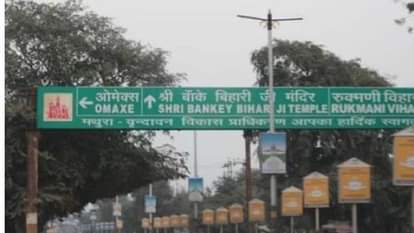 ओमेक्स श्री बाँके बिहारी जी मंदिर रुक्मणी विहा
OMAXE SHRI BANKEY BIHARI JI TEMPLE RUKMANI VIHA
मथुरा - वृन्दावन विकास प्राधिकरण आपका हार्दिक स्वाग